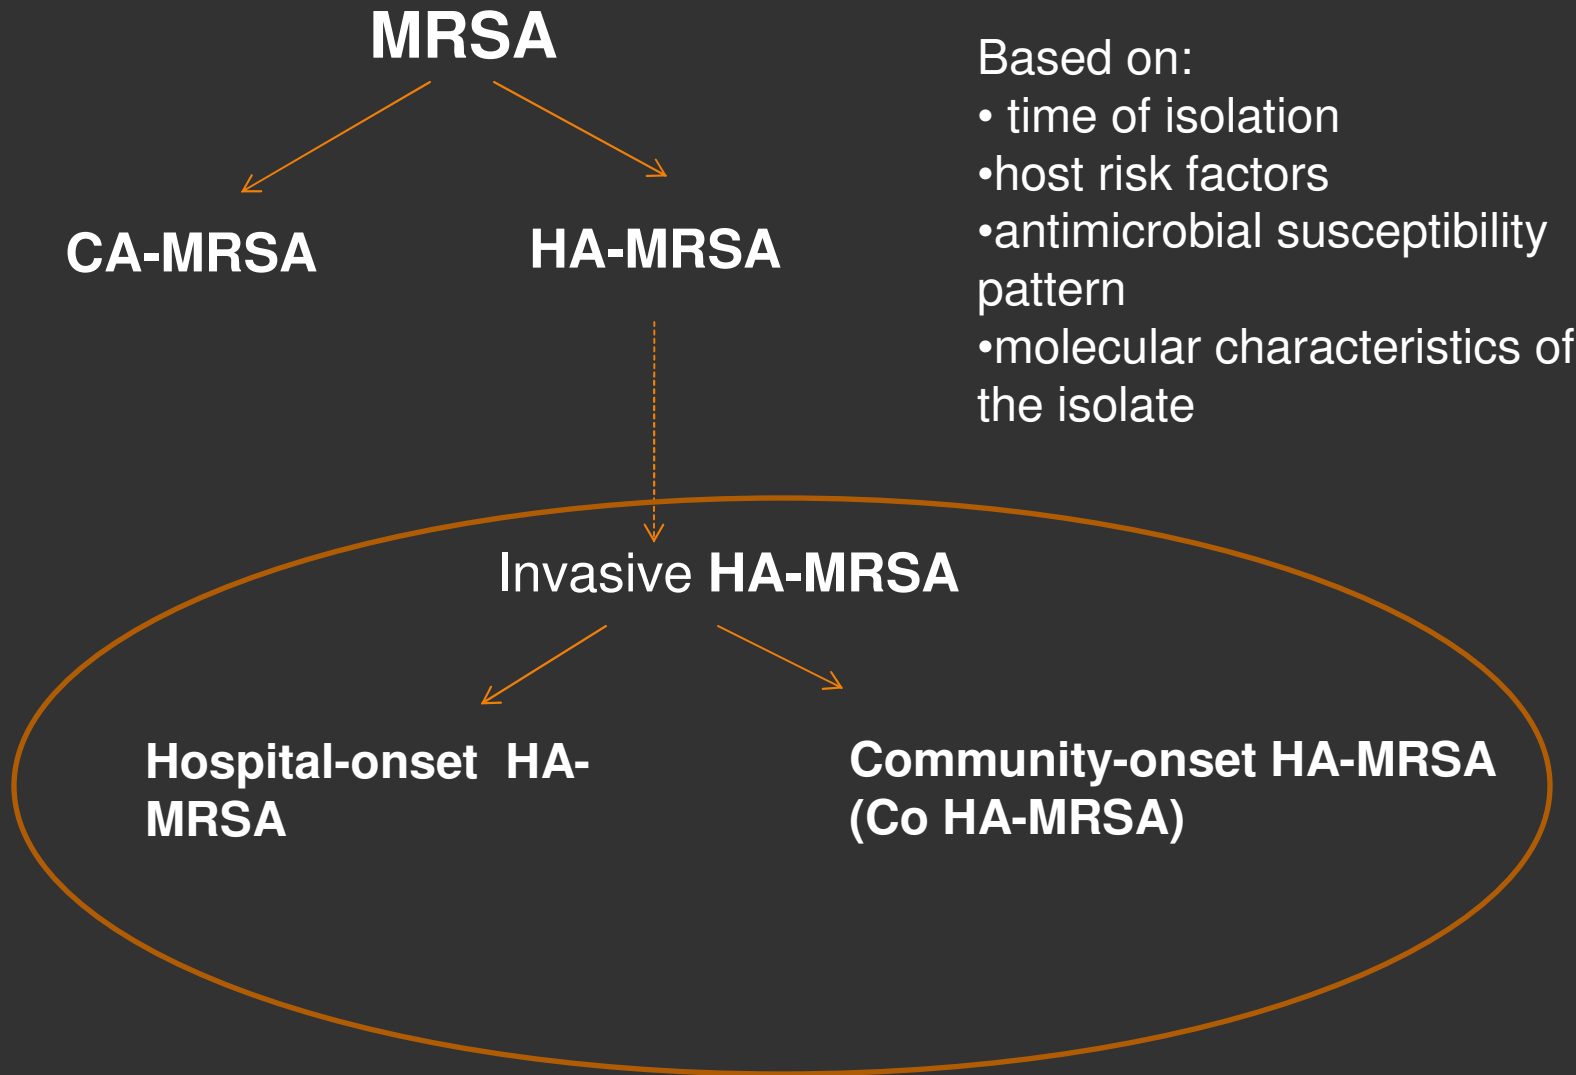 MRSA
CA-MRSA
HA-MRSA
Based on:
• time of isolation
•host risk factors
•antimicrobial susceptibility
pattern
•molecular characteristics of
the isolate
Invasive HA-MRSA
Hospital-onset HA-
MRSA
Community-onset HA-MRSA
(Co HA-MRSA)